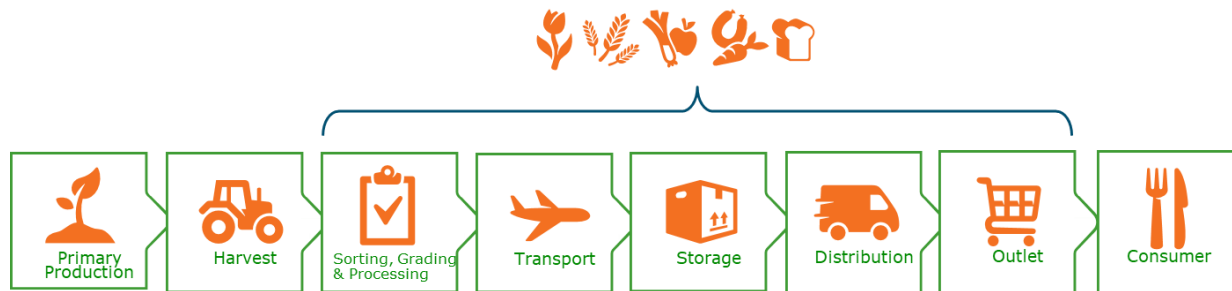 Primary
Production
Harvest
Sorting, Grading
& Processing
Transport
Storage
Distribution
Outlet
Consumer